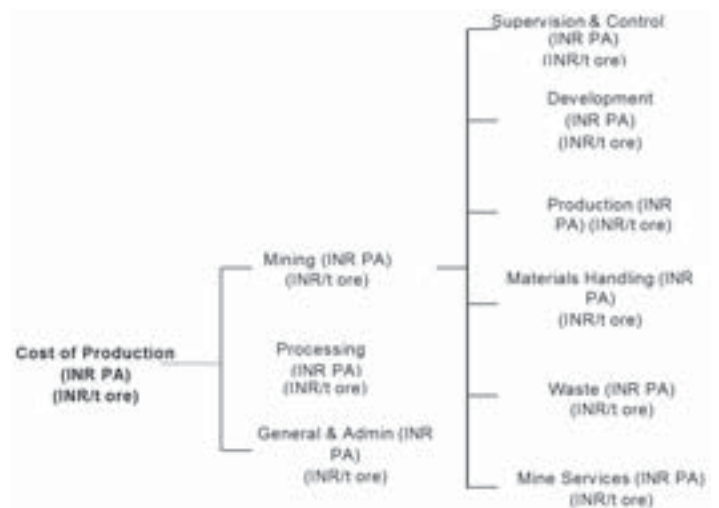 Supervision & Control
(INR PA)
(INR/t ore)
Development
(INR PA)
(INR/t ore)
Production (INR
PA) (INR/t ore)
Mining (INR PA)
(INR/t ore)
Materials Handling (INR
PA)
(INR/t ore)
Cost of Production
(INR PA)
(INR/t ore)
Processing
(INR PA)
(INR/t ore)
Waste (INR PA)
(INR/t ore)
General & Admin (INR
PA)
(INR/t ore)
Mine Services (INR PA)
(INR/t ore)